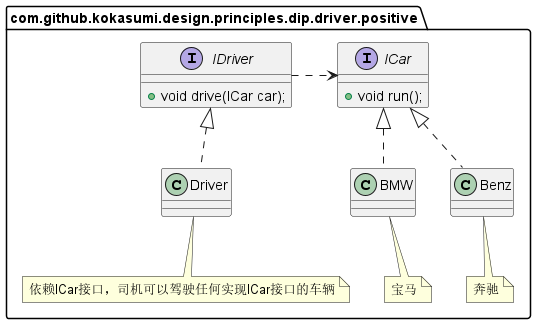 com.github.kokasumi.design.principles.dip.driver.positive
I IDriver
void drive(ICar car);
I ICar
void run();
C Driver
C BMW
C Benz
依赖ICar接口，司机可以驾驶任何实现ICar接口的车辆
宝马
奔驰